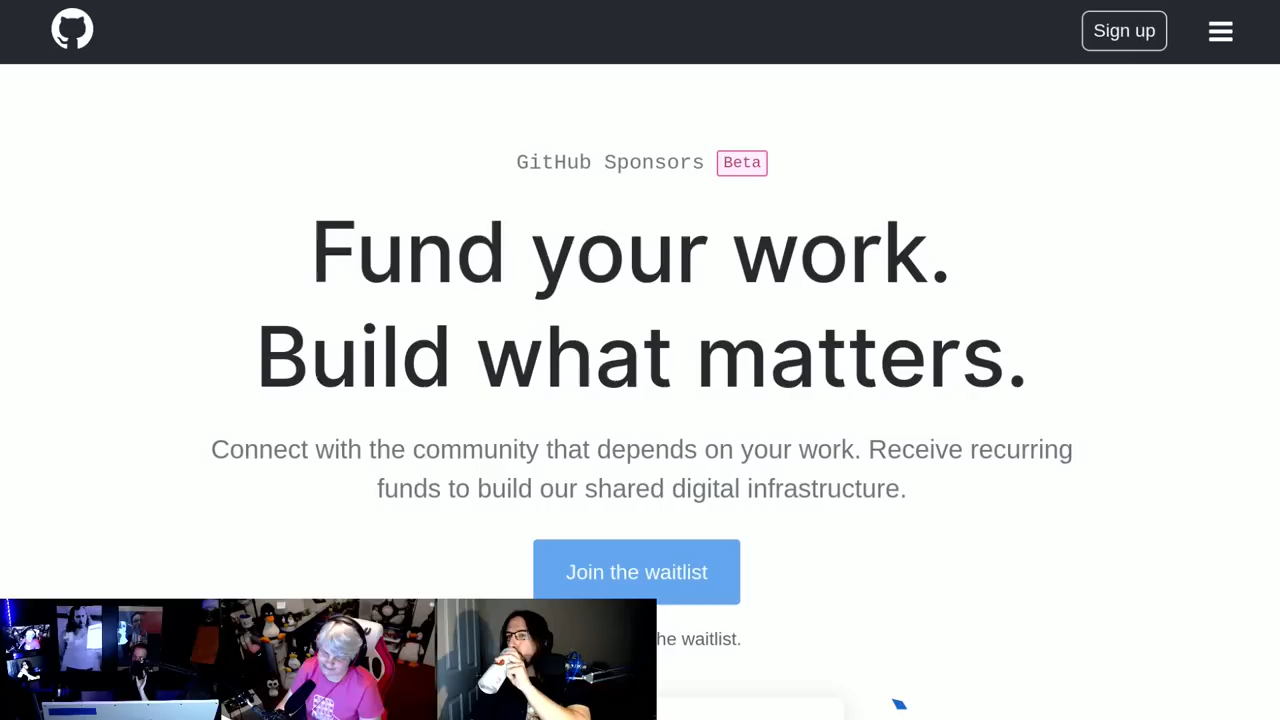 Sign up
GitHub Sponsors Beta
Fund your work.
Build what matters.
Connect with the community that depends on your work. Receive recurring
funds to build our shared digital infrastructure.
Join the waitlist
the waitlist.